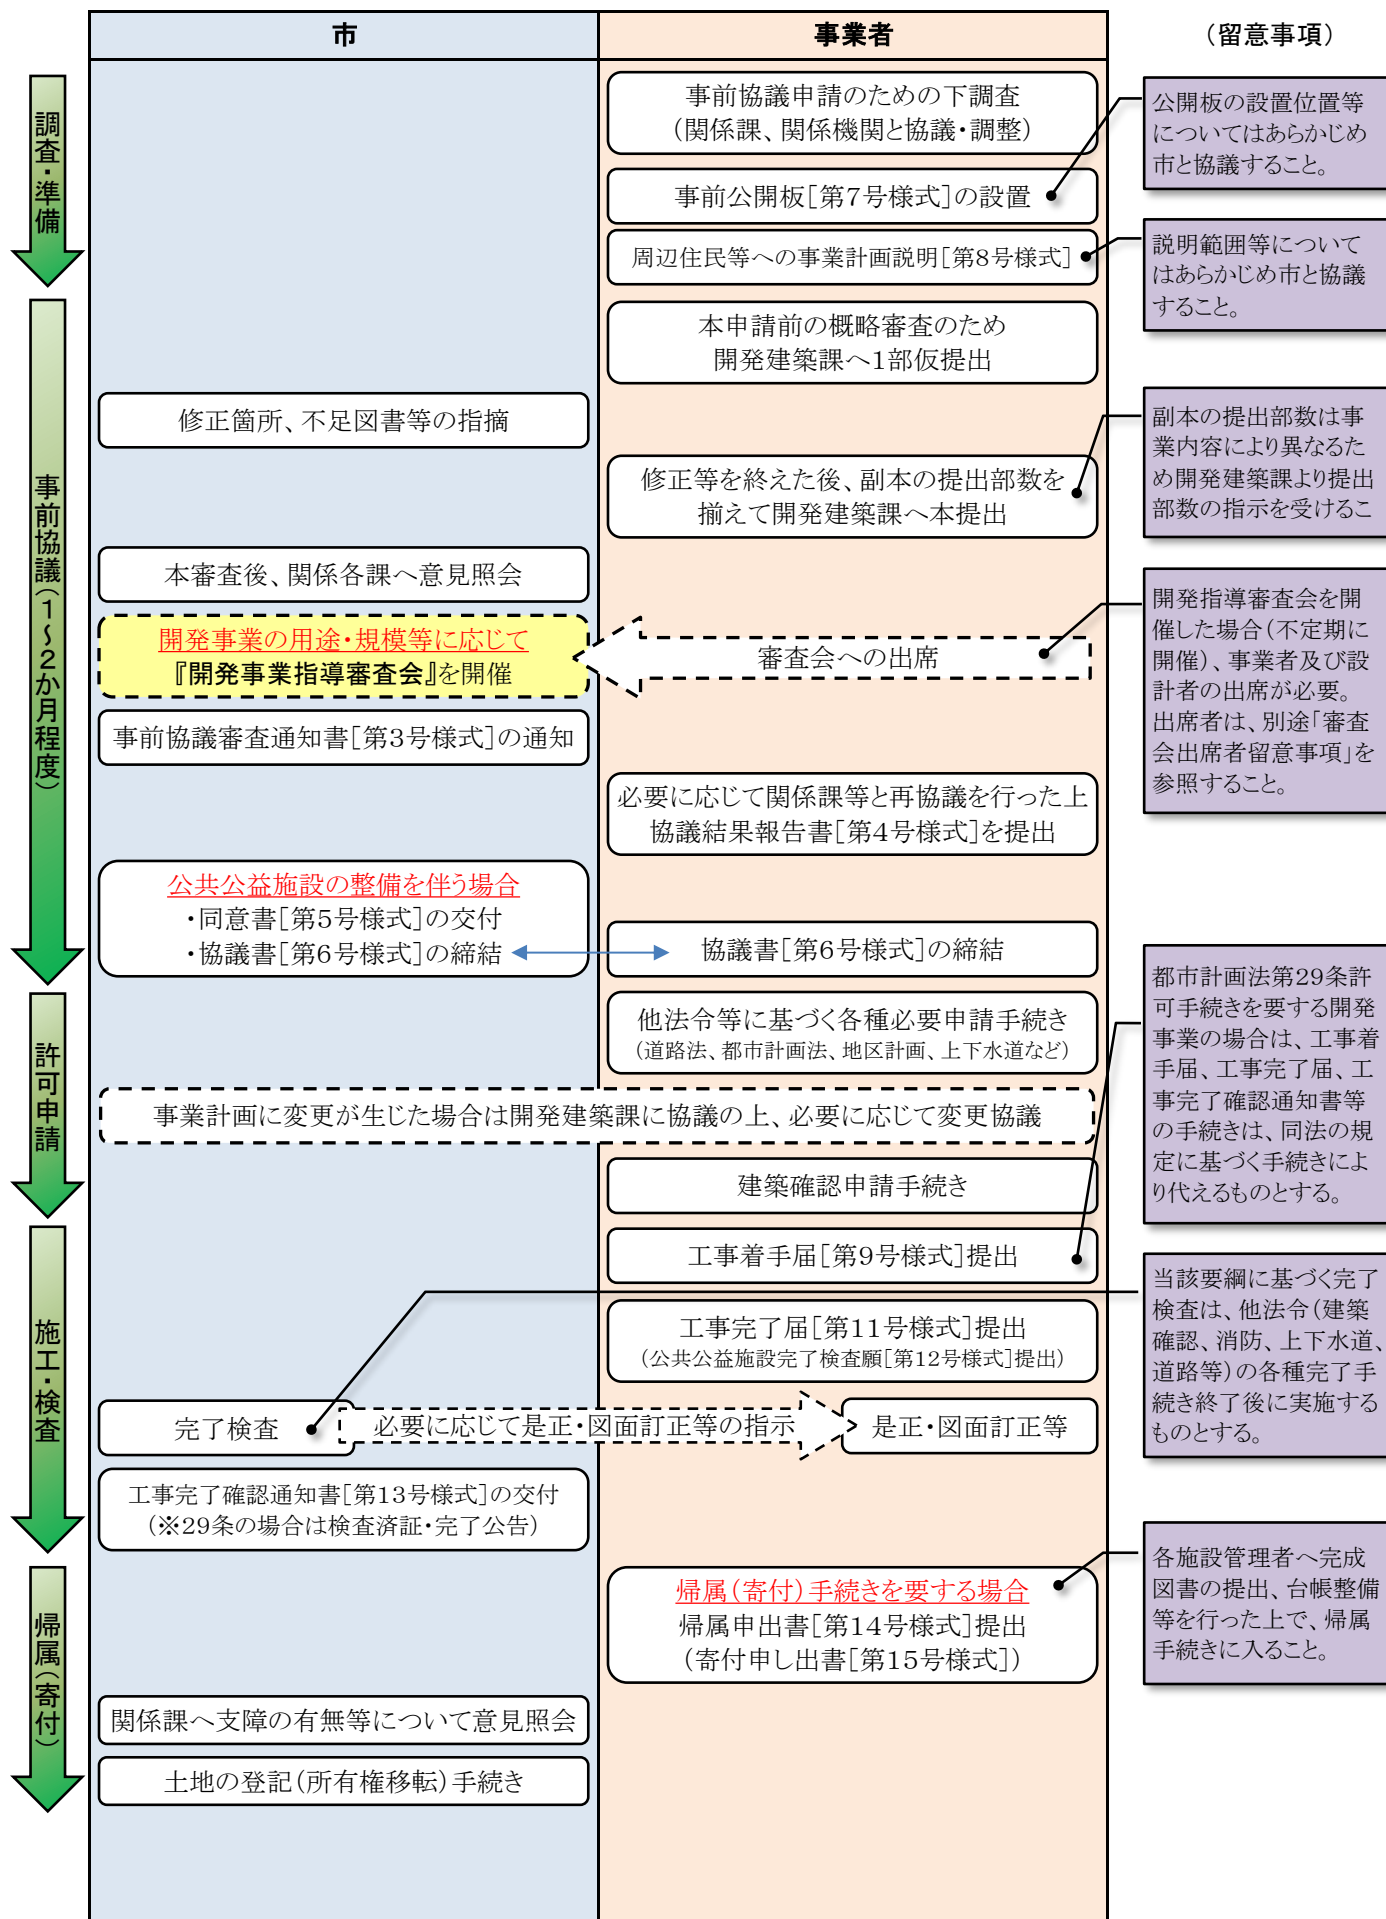 市
事業者
（留意事項）
調査・準備
事前協議申請のための下調査
（関係課、関係機関と協議・調整）
公開板の設置位置等
についてはあらかじめ
市と協議すること。
事前公開板［第7号様式］の設置
周辺住民等への事業計画説明［第8号様式］
説明範囲等について
はあらかじめ市と協議
すること。
事前協議（1～2か月程度）
本申請前の概略審査のため
開発建築課へ1部仮提出
修正箇所、不足図書等の指摘
副本の提出部数は事
業内容により異なるた
め開発建築課より提出
部数の指示を受けるこ
修正等を終えた後、副本の提出部数を
揃えて開発建築課へ本提出
本審査後、関係各課へ意見照会
開発事業の用途・規模等に応じて
『開発事業指導審査会』を開催
審査会への出席
開発指導審査会を開
催した場合（不定期に
開催）、事業者及び設
計者の出席が必要。
出席者は、別途「審査
会出席者留意事項」を
参照すること。
事前協議審査通知書［第3号様式］の通知
必要に応じて関係課等と再協議を行った上
協議結果報告書［第4号様式］を提出
公共公益施設の整備を伴う場合
・同意書［第5号様式］の交付
・協議書［第6号様式］の締結
協議書［第6号様式］の締結
許可申請
他法令等に基づく各種必要申請手続き
（道路法、都市計画法、地区計画、上下水道など）
都市計画法第29条許
可手続きを要する開発
事業の場合は、工事着
手届、工事完了届、工
事完了確認通知書等
の手続きは、同法の規
定に基づく手続きによ
り代えるものとする。
事業計画に変更が生じた場合は開発建築課に協議の上、必要に応じて変更協議
建築確認申請手続き
施工・検査
工事着手届［第9号様式］提出
工事完了届［第11号様式］提出
（公共公益施設完了検査願［第12号様式］提出）
当該要綱に基づく完了
検査は、他法令（建築
確認、消防、上下水道、
道路等）の各種完了手
続き終了後に実施する
ものとする。
完了検査
必要に応じて是正・図面訂正等の指示
是正・図面訂正等
工事完了確認通知書［第13号様式］の交付
（※29条の場合は検査済証・完了公告）
帰属（寄付）
帰属（寄付）手続きを要する場合
帰属申出書［第14号様式］提出
（寄付申し出書［第15号様式］）
各施設管理者へ完成
図書の提出、台帳整備
等を行った上で、帰属
手続きに入ること。
関係課へ支障の有無等について意見照会
土地の登記（所有権移転）手続き